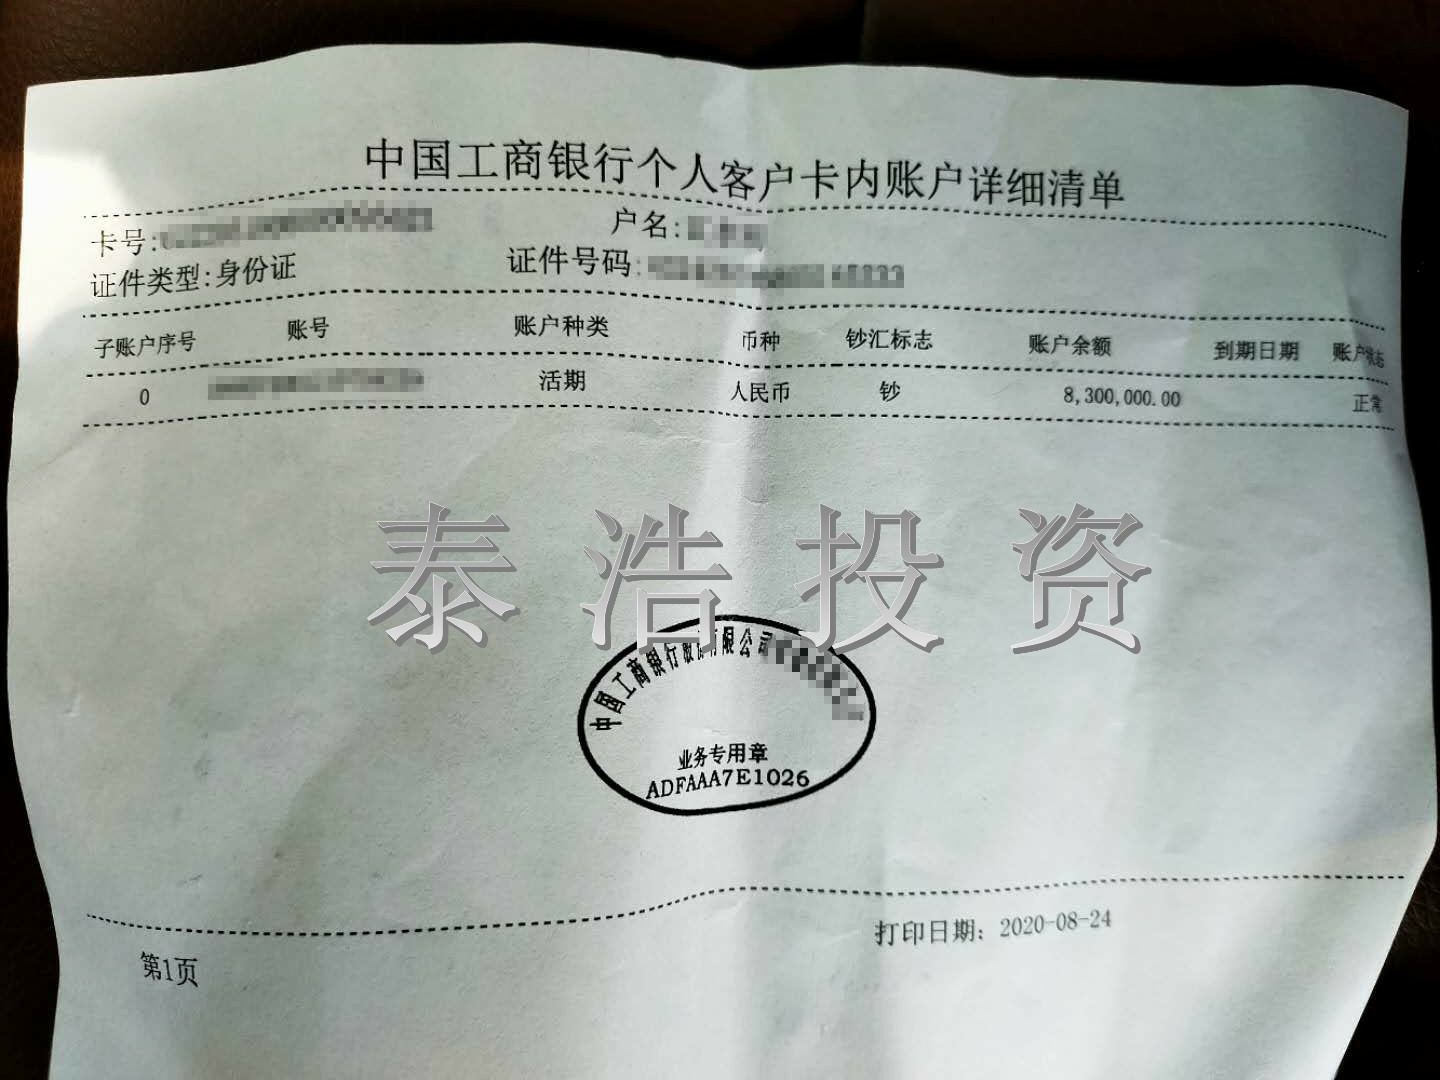 中国工商银行个人客户卡内账户详细清单
卡号: 户名:
证件类型:身份证 证件号码:
子账户序号 账号 账户种类 币种 钞汇标志 账户余额 到期日期 账户状态
0 活期 人民币 钞 8,300,000.00 正常
泰浩投资
中国工商银行股份有限公司
业务专用章
ADFAAA7E1026
打印日期: 2020-08-24
第1页